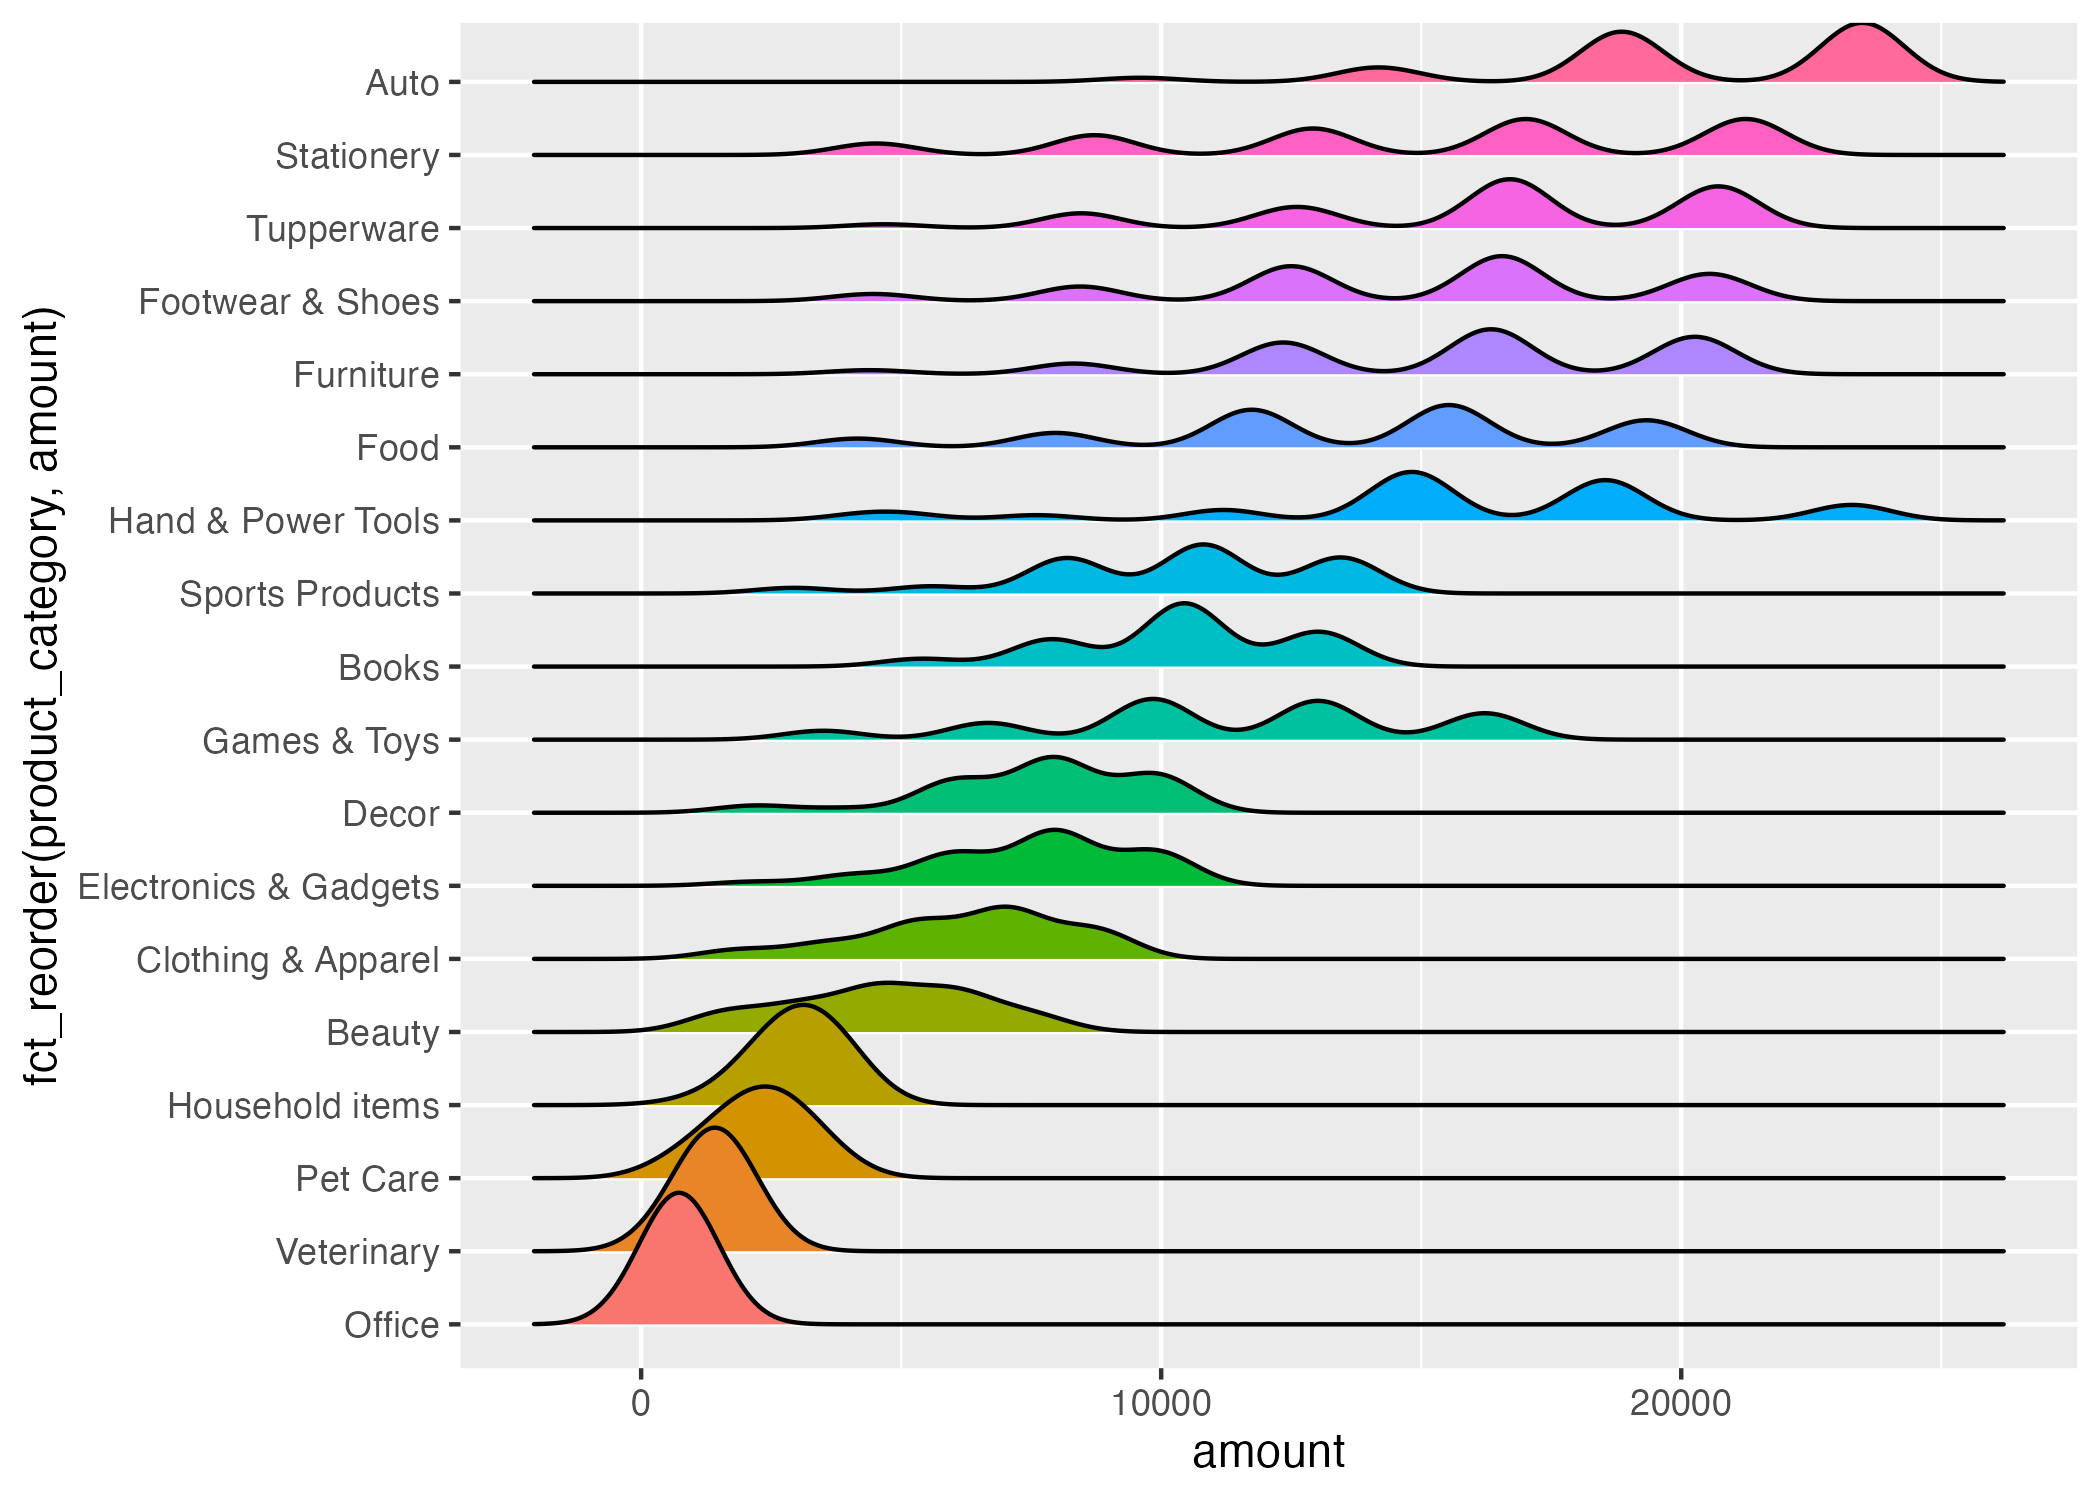 fct_reorder(product_category, amount)
Auto
Stationery
Tupperware
Footwear & Shoes
Furniture
Food
Hand & Power Tools
Sports Products
Books
Games & Toys
Decor
Electronics & Gadgets
Clothing & Apparel
Beauty
Household items
Pet Care
Veterinary
Office
0 10000 20000
amount